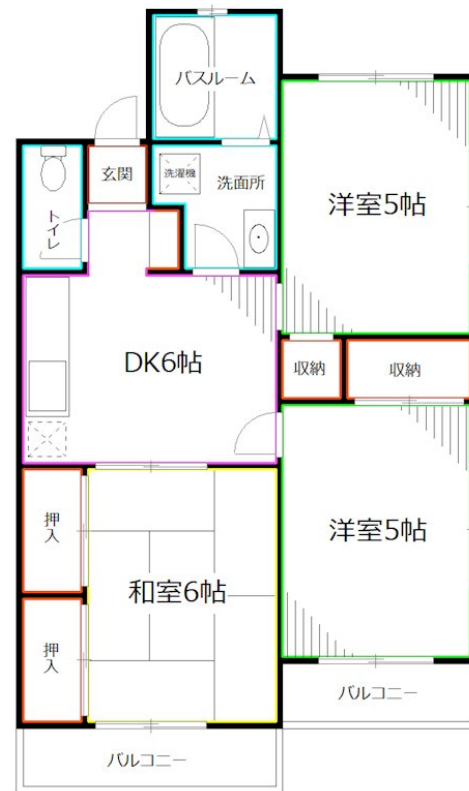 バスルーム
玄関
洗濯機
洗面所
トイレ
洋室5帖
DK6帖
収納
収納
押入
和室6帖
洋室5帖
押入
バルコニー
バルコニー